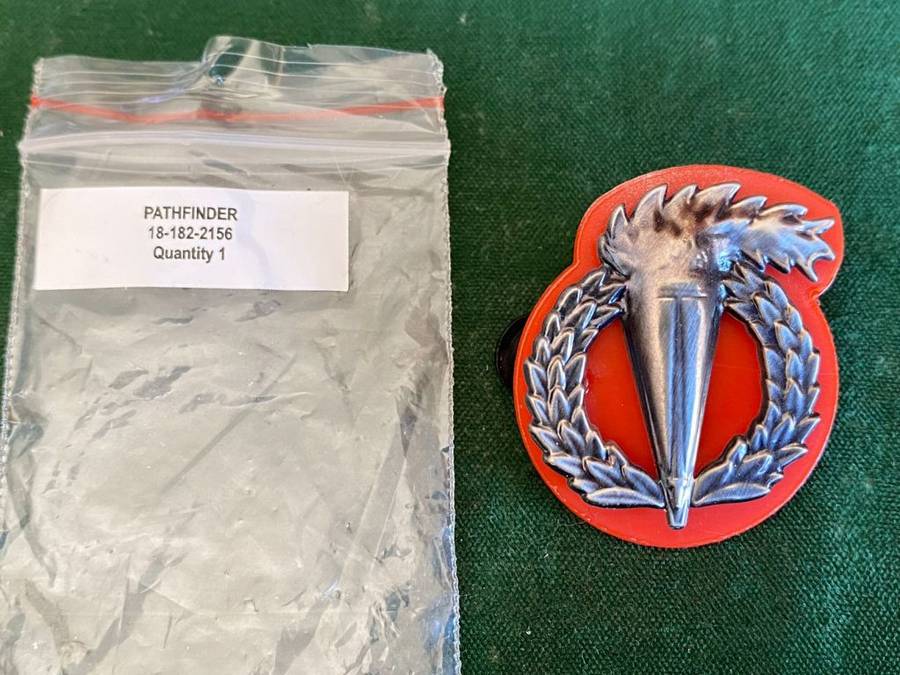 PATHFINDER
18-182-2156
Quantity 1